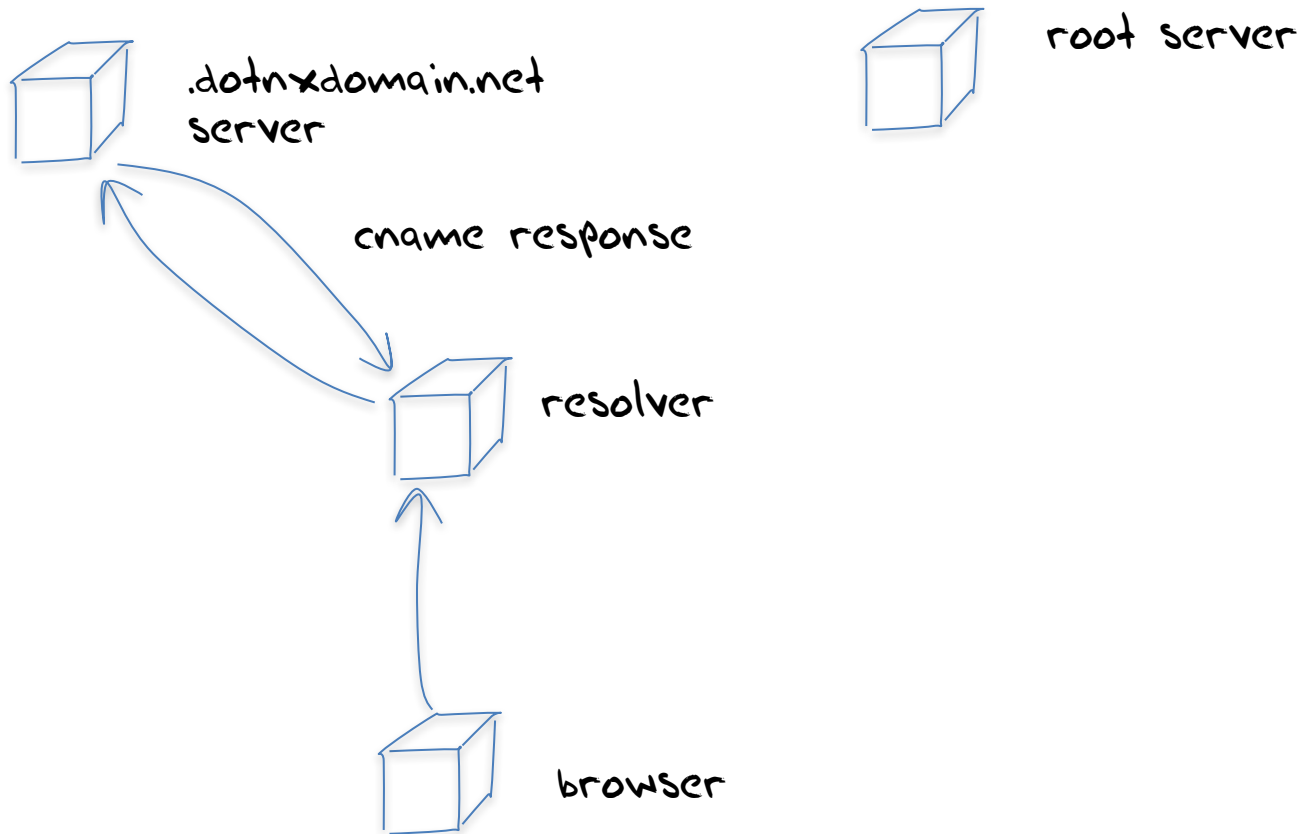 root server
.dotnxdomain.net
server
cname response
resolver
browser